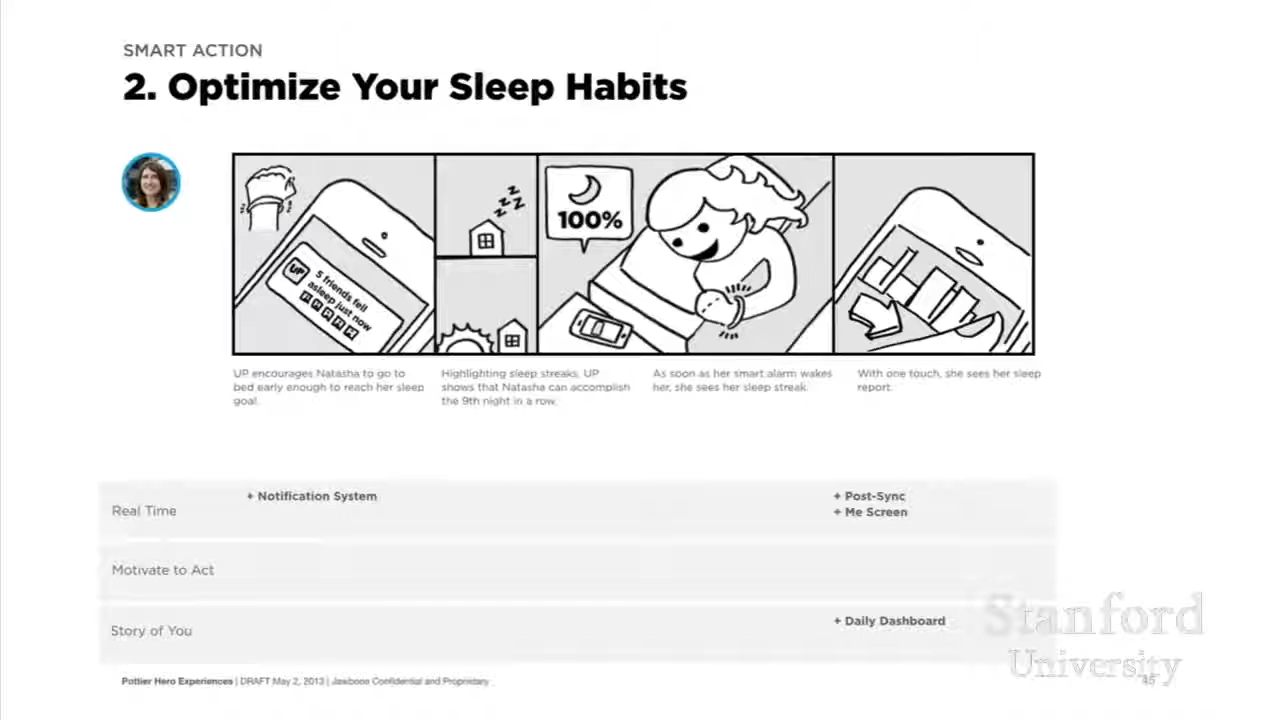 SMART ACTION
2. Optimize Your Sleep Habits
UP
5 friends fell
asleep just now
z z
z z
100%
UP encourages Natasha to go to
bed early enough to reach her sleep
goal.
Highlighting sleep streaks, UP
shows that Natasha can accomplish
the 9th night in a row.
As soon as her smart alarm wakes
her, she sees her sleep streak.
With one touch, she sees her sleep
report.
Real Time
+ Notification System
+ Post-Sync
+ Me Screen
Motivate to Act
Story of You
+ Daily Dashboard
Stanford
University
Pottier Hero Experiences | DRAFT May 2, 2013 | Jawbone Confidential and Proprietary
45